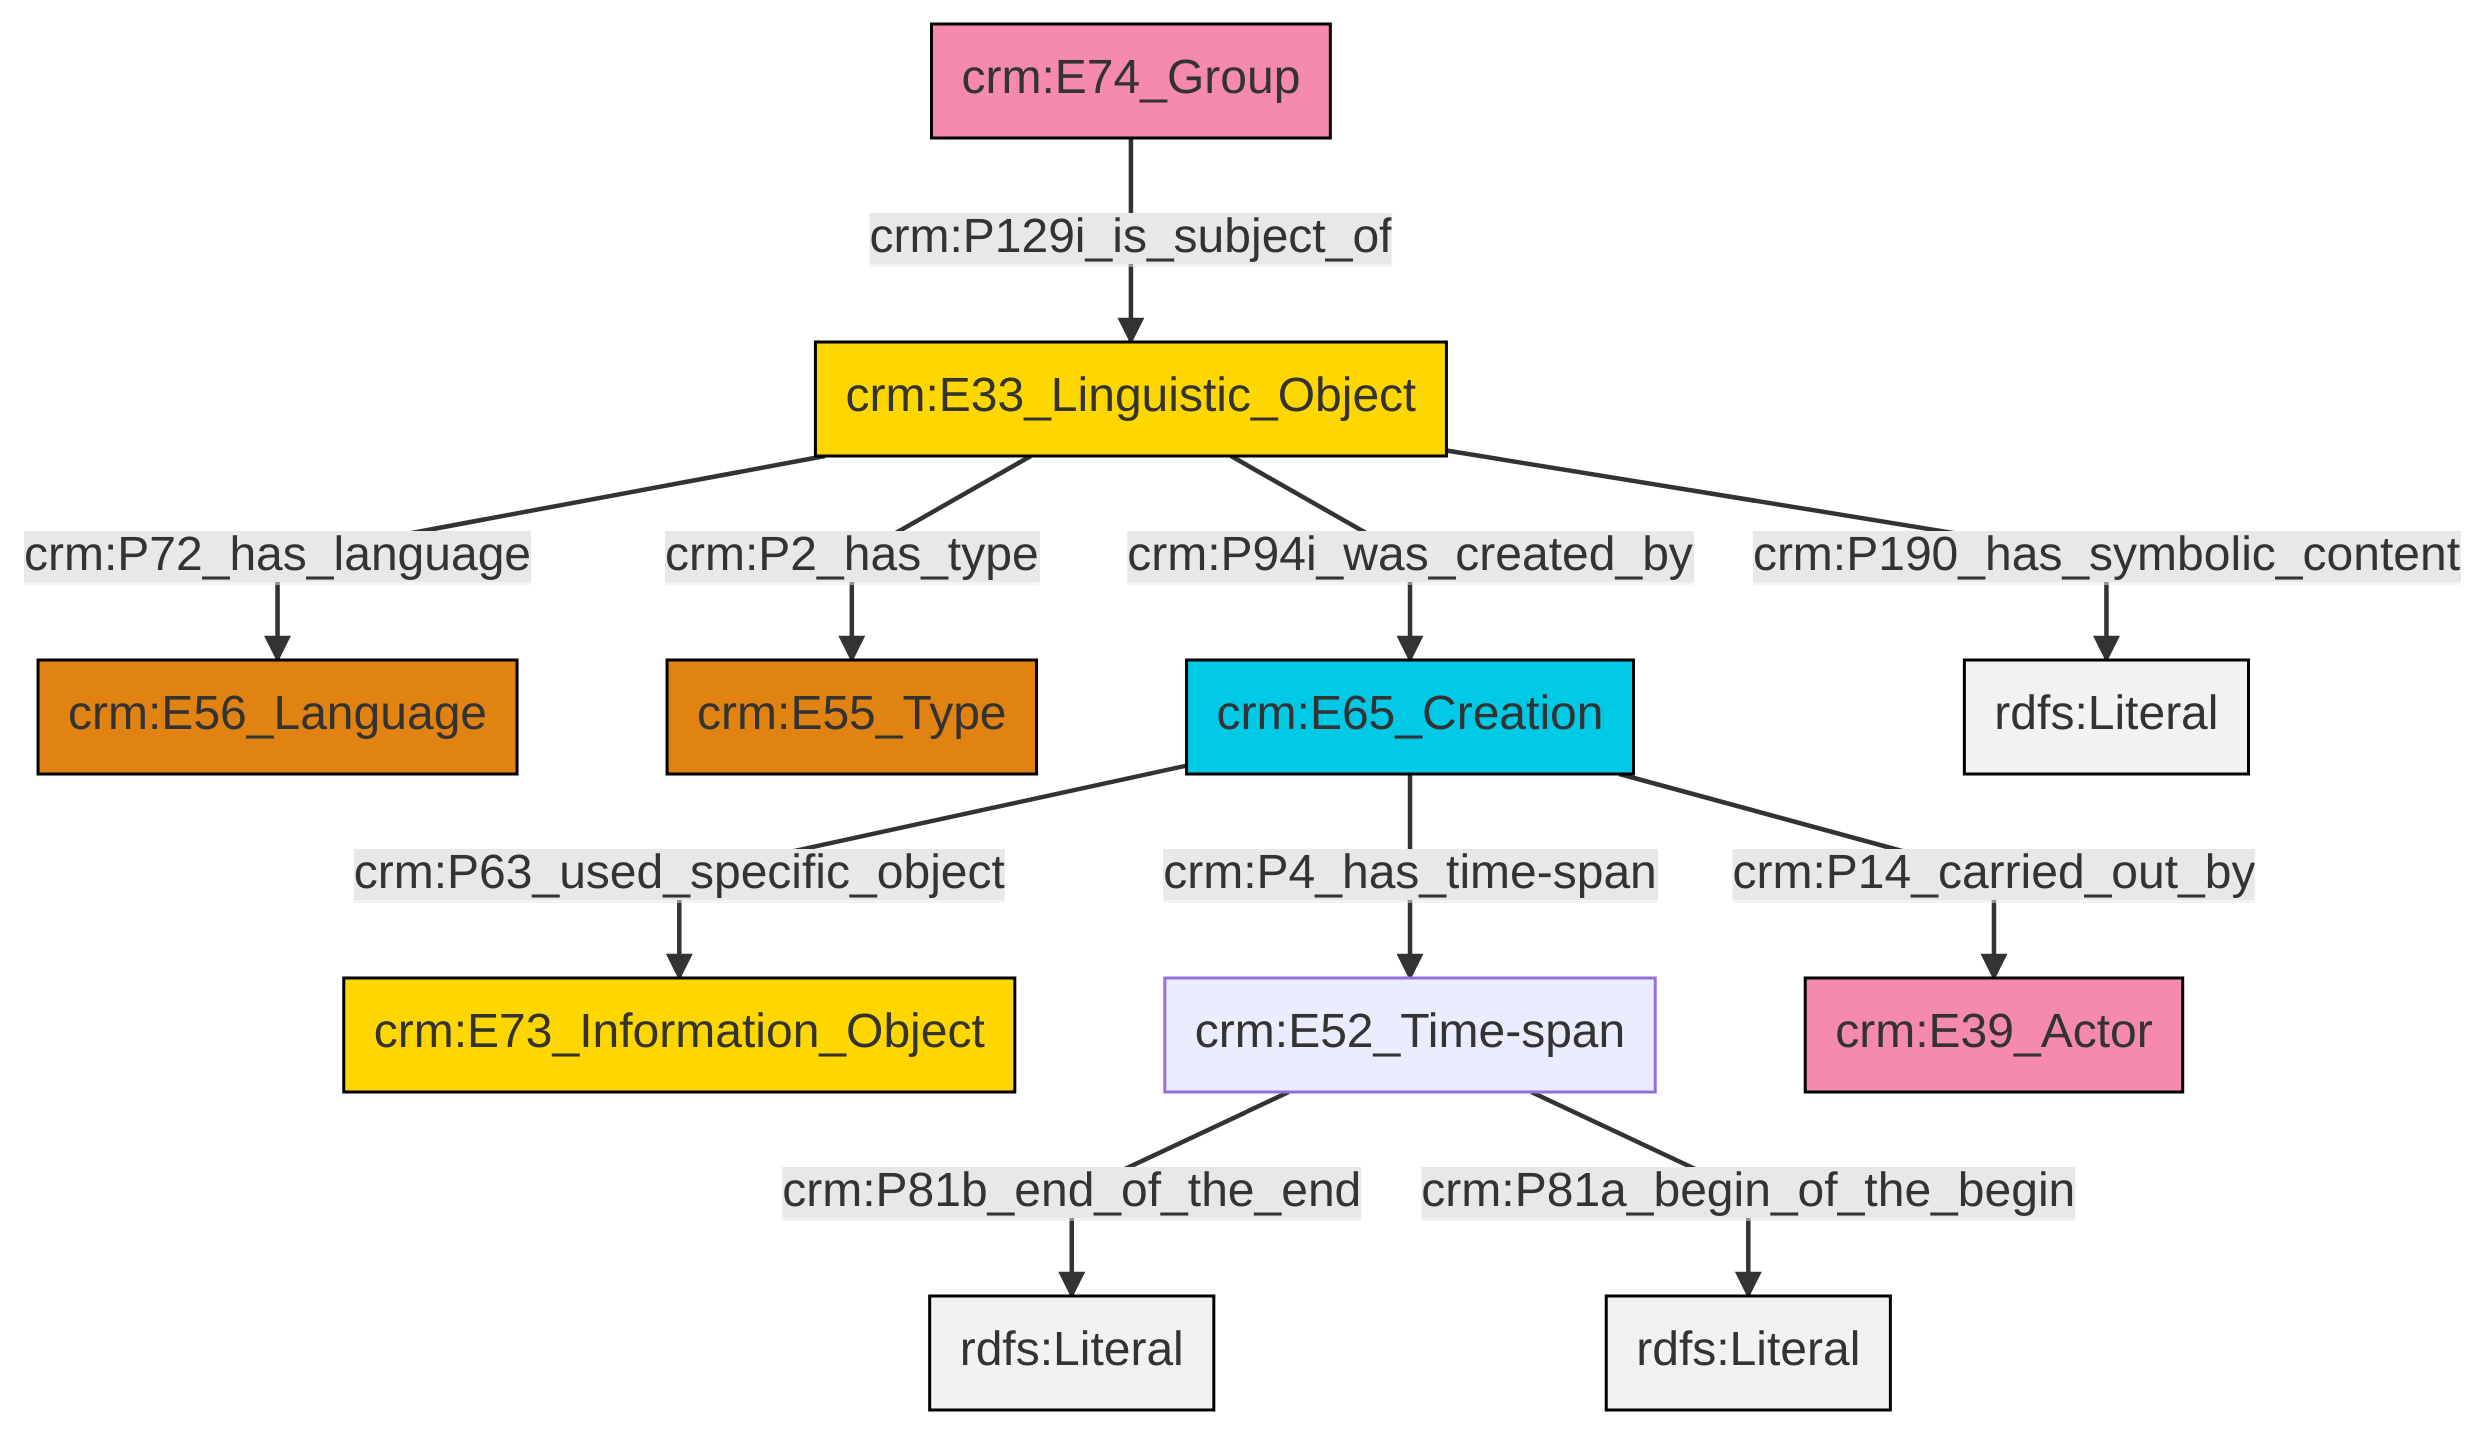 crm:E74_Group
crm:P129i_is_subject_of
crm:E33_Linguistic_Object
crm:P72_has_language
crm:P2_has_type
crm:P94i_was_created_by
crm:P190_has_symbolic_content
crm:E56_Language
crm:E55_Type
crm:E65_Creation
rdfs:Literal
crm:P63_used_specific_object
crm:P4_has_time-span
crm:P14_carried_out_by
crm:E73_Information_Object
crm:E52_Time-span
crm:E39_Actor
crm:P81b_end_of_the_end
crm:P81a_begin_of_the_begin
rdfs:Literal
rdfs:Literal